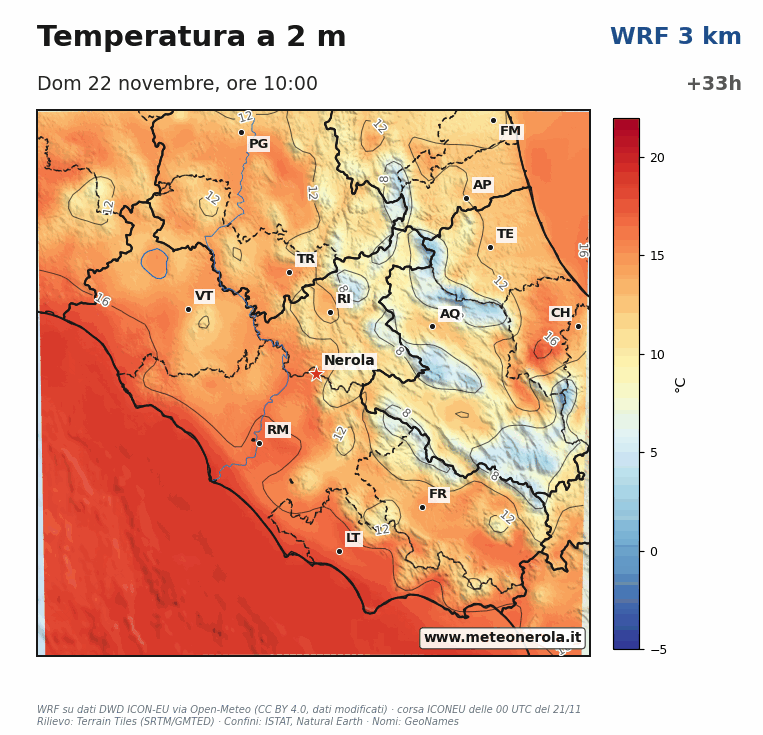 Temperatura a 2 m
WRF 3 km
Dom 22 novembre, ore 10:00
+33h
12
12
FM
PG
8
AP
12
12
12
TE
16
TR
12
8
16
VT
RI
AQ
CH
16
8
Nerola
8
RM
12
8
FR
12
12
LT
www.meteonerola.it
20
15
10
5
0
−5
°C
WRF su dati DWD ICON-EU via Open-Meteo (CC BY 4.0, dati modificati) · corsa ICONEU delle 00 UTC del 21/11
Rilievo: Terrain Tiles (SRTM/GMTED) · Confini: ISTAT, Natural Earth · Nomi: GeoNames